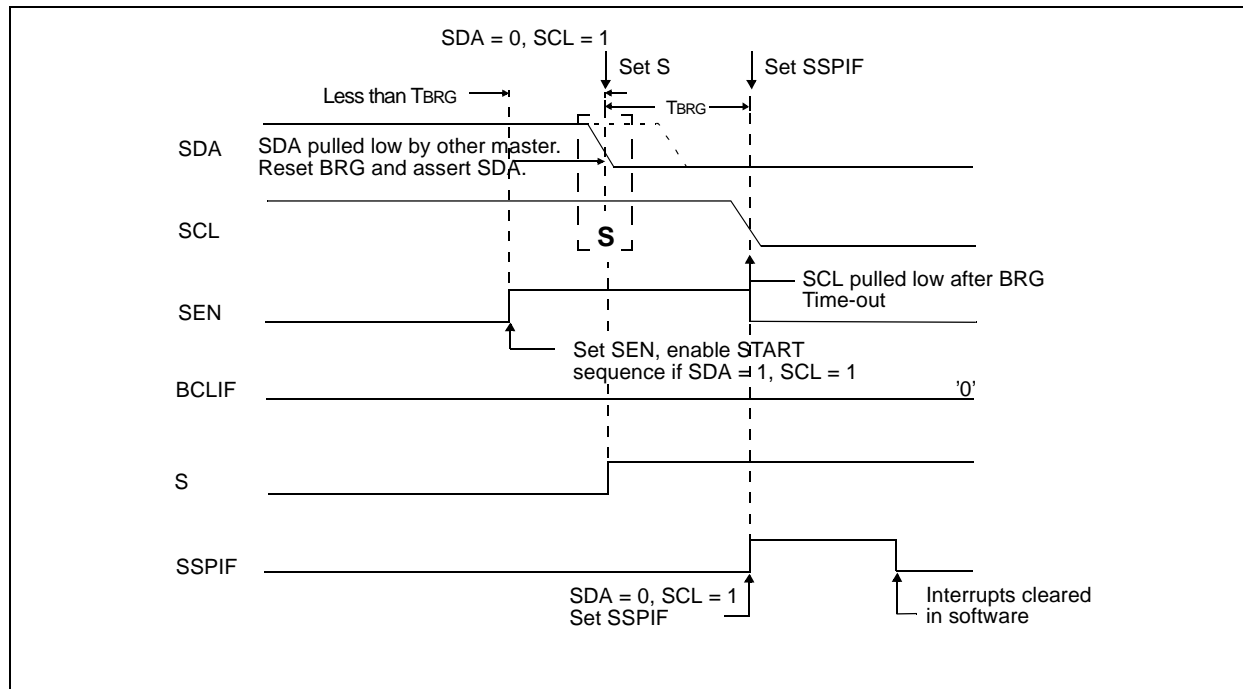 SDA = 0, SCL = 1
Set S
Set SSPIF
Less than TBRG
TBRG
SDA
SDA pulled low by other master.
Reset BRG and assert SDA.
SCL
S
SCL pulled low after BRG
Time-out
SEN
Set SEN, enable START
sequence if SDA = 1, SCL = 1
BCLIF
'0'
S
SSPIF
SDA = 0, SCL = 1
Set SSPIF
Interrupts cleared
in software